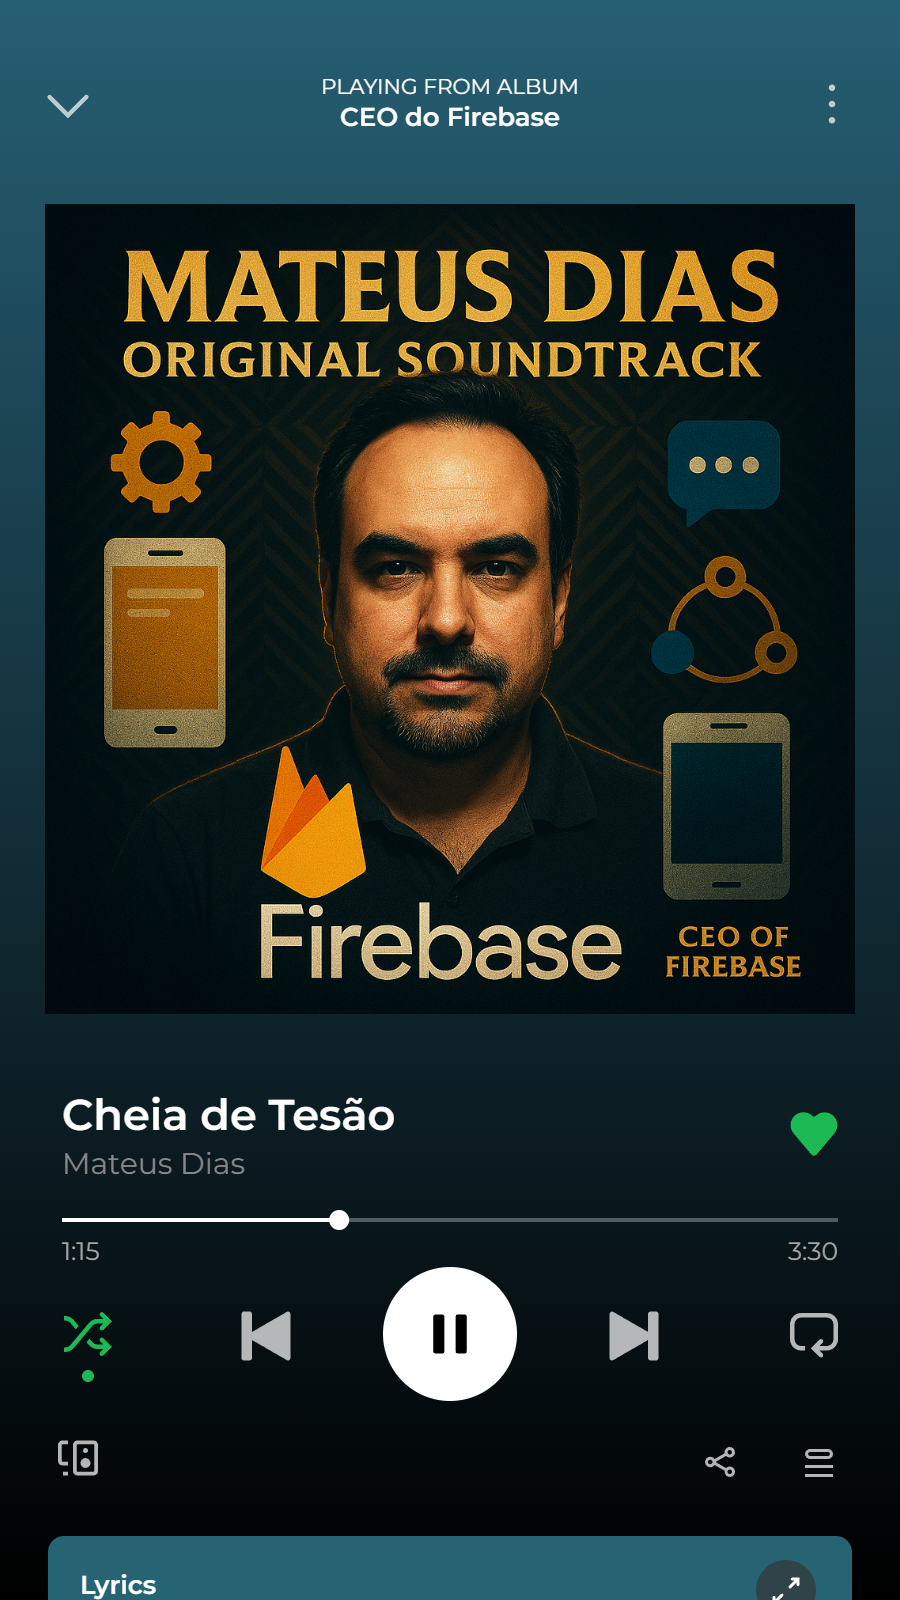 PLAYING FROM ALBUM
CEO do Firebase
MATEUS DIAS
ORIGINAL SOUNDTRACK
Firebase
CEO OF
FIREBASE
Cheia de Tesão
Mateus Dias
1:15
3:30
Lyrics